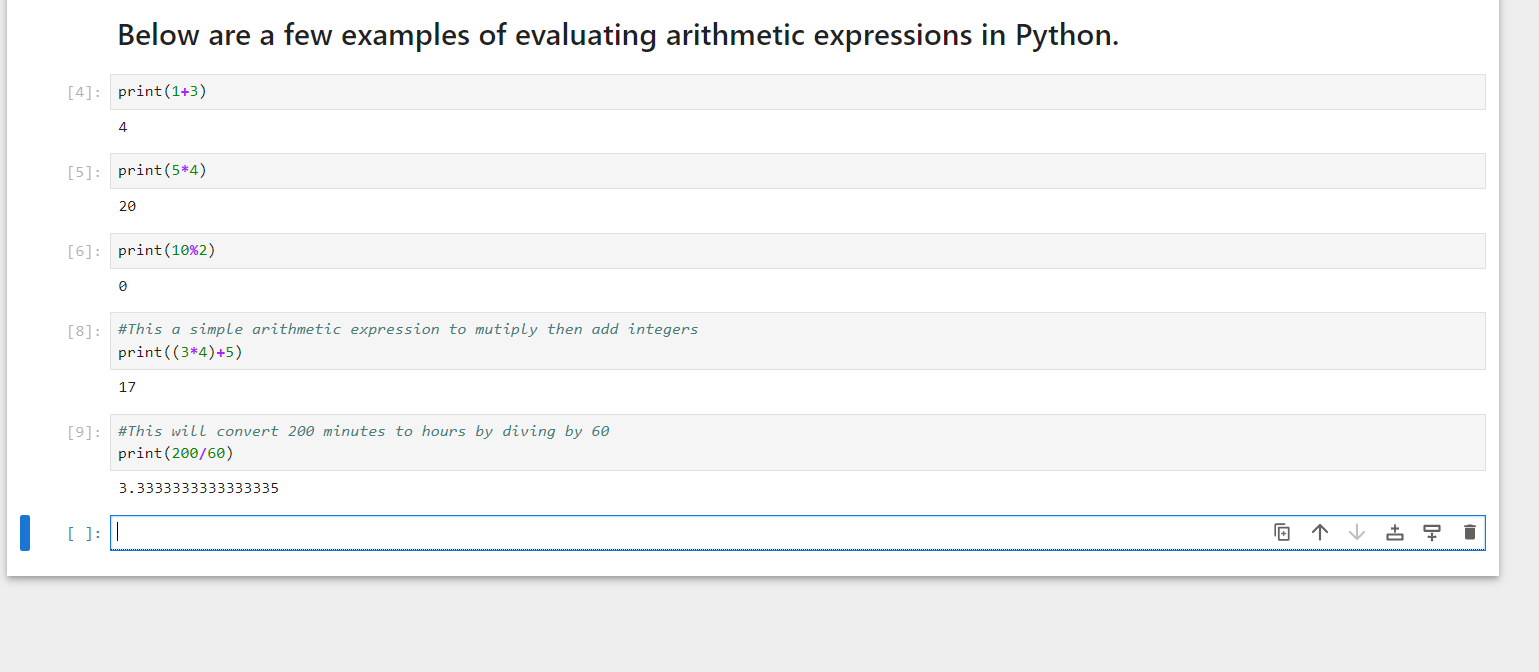 Below are a few examples of evaluating arithmetic expressions in Python.
[4]: print(1+3)
4
[5]: print(5*4)
20
[6]: print(10%2)
0
[8]: #This a simple arithmetic expression to mutiply then add integers
print((3*4)+5)
17
[9]: #This will convert 200 minutes to hours by diving by 60
print(200/60)
3.3333333333333335
[ ]: